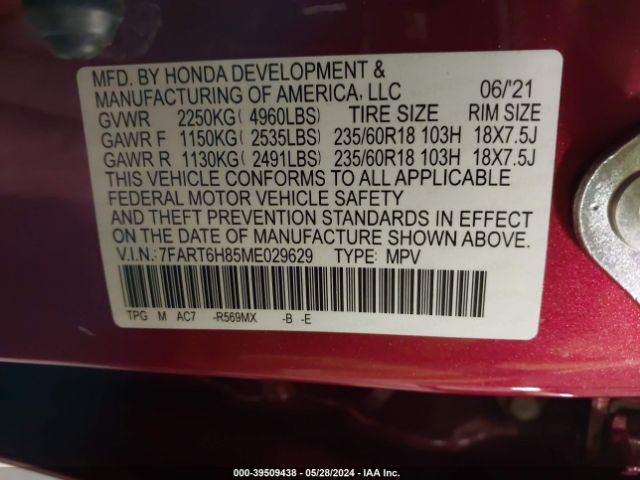 MFD. BY HONDA DEVELOPMENT &
MANUFACTURING OF AMERICA, LLC 06/'21
GVWR 2250KG( 4960LBS) TIRE SIZE RIM SIZE
GAWR F 1150KG( 2535LBS) 235/60R18 103H 18X7.5J
GAWR R 1130KG( 2491LBS) 235/60R18 103H 18X7.5J
THIS VEHICLE CONFORMS TO ALL APPLICABLE
FEDERAL MOTOR VEHICLE SAFETY
AND THEFT PREVENTION STANDARDS IN EFFECT
ON THE DATE OF MANUFACTURE SHOWN ABOVE.
V.I.N.: 7FART6H85ME029629 TYPE: MPV
TPG M AC7 -R569MX -B -E
000-39509438 - 05/28/2024 - IAA Inc.